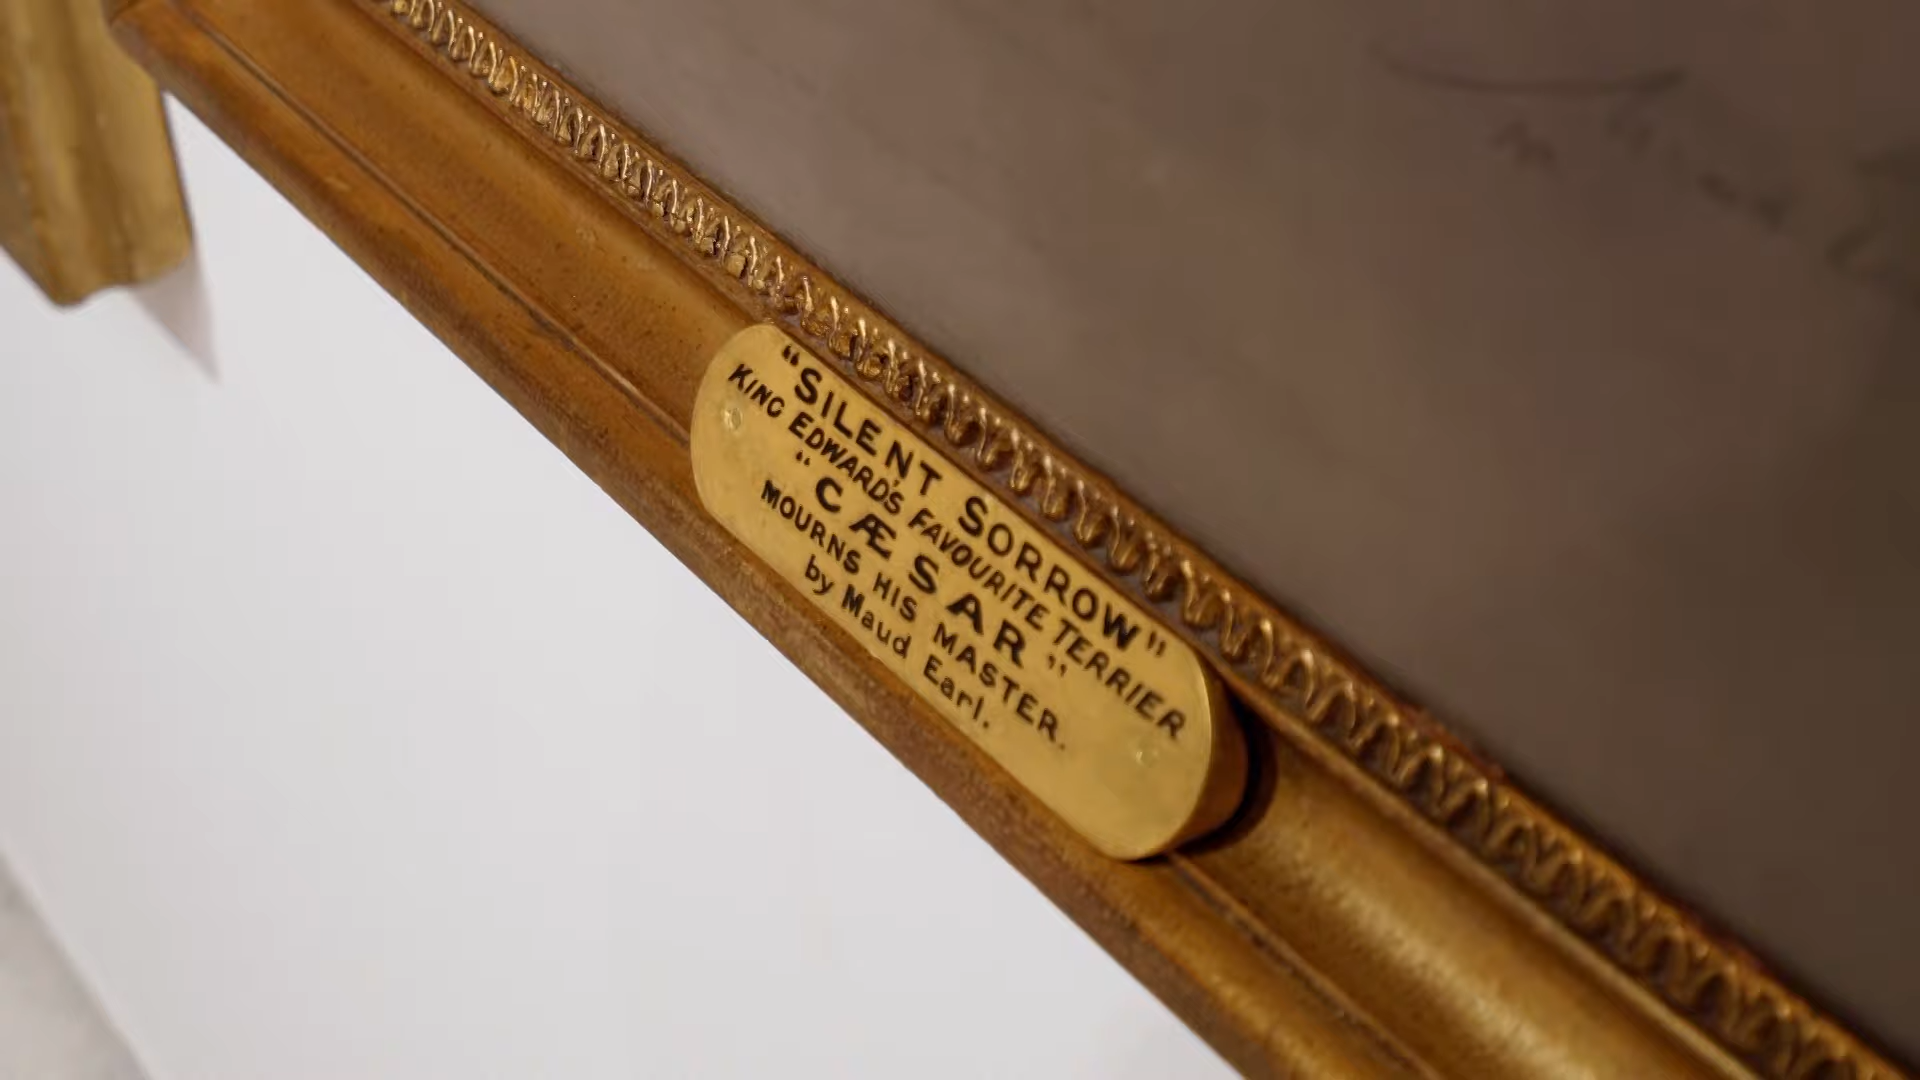 "SILENT SORROW"
KING EDWARD'S FAVOURITE TERRIER
"CÆSAR"
MOURNS HIS MASTER.
by Maud Earl.